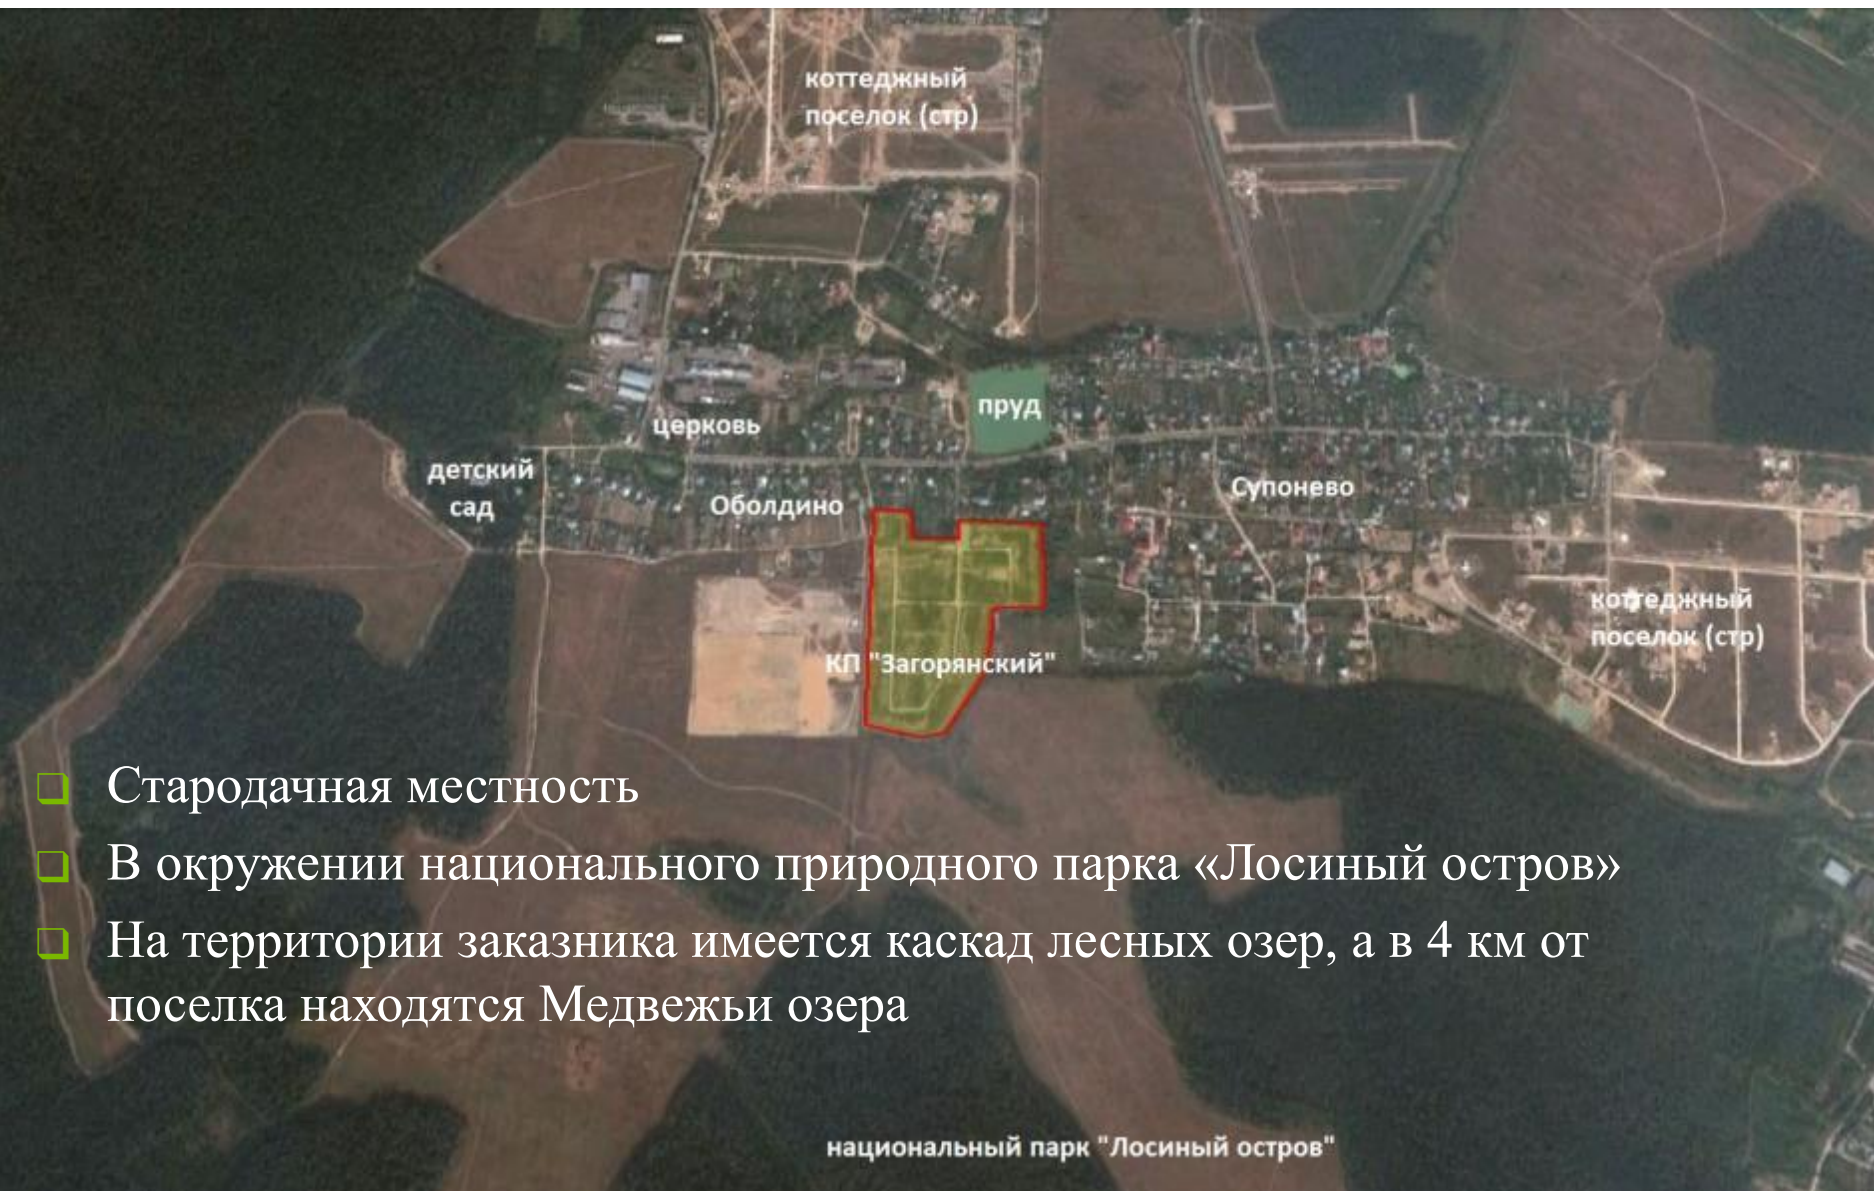 коттеджный
поселок (стр)
пруд
церковь
детский
сад
Оболдино
Супонево
коттеджный
поселок (стр)
КП "Загорянский"
Стародачная местность
В окружении национального природного парка «Лосиный остров»
На территории заказника имеется каскад лесных озер, а в 4 км от
поселка находятся Медвежьи озера
национальный парк "Лосиный остров"